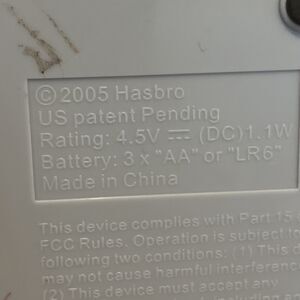 © 2005 Hasbro
US patent Pending
Rating: 4.5V ⎓ (DC)1.1W
Battery: 3 x "AA" or "LR6"
Made in China
This device complies with Part 15
FCC Rules. Operation is subject to
following two conditions: (1) This
may not cause harmful interference
(2) This device must accept any